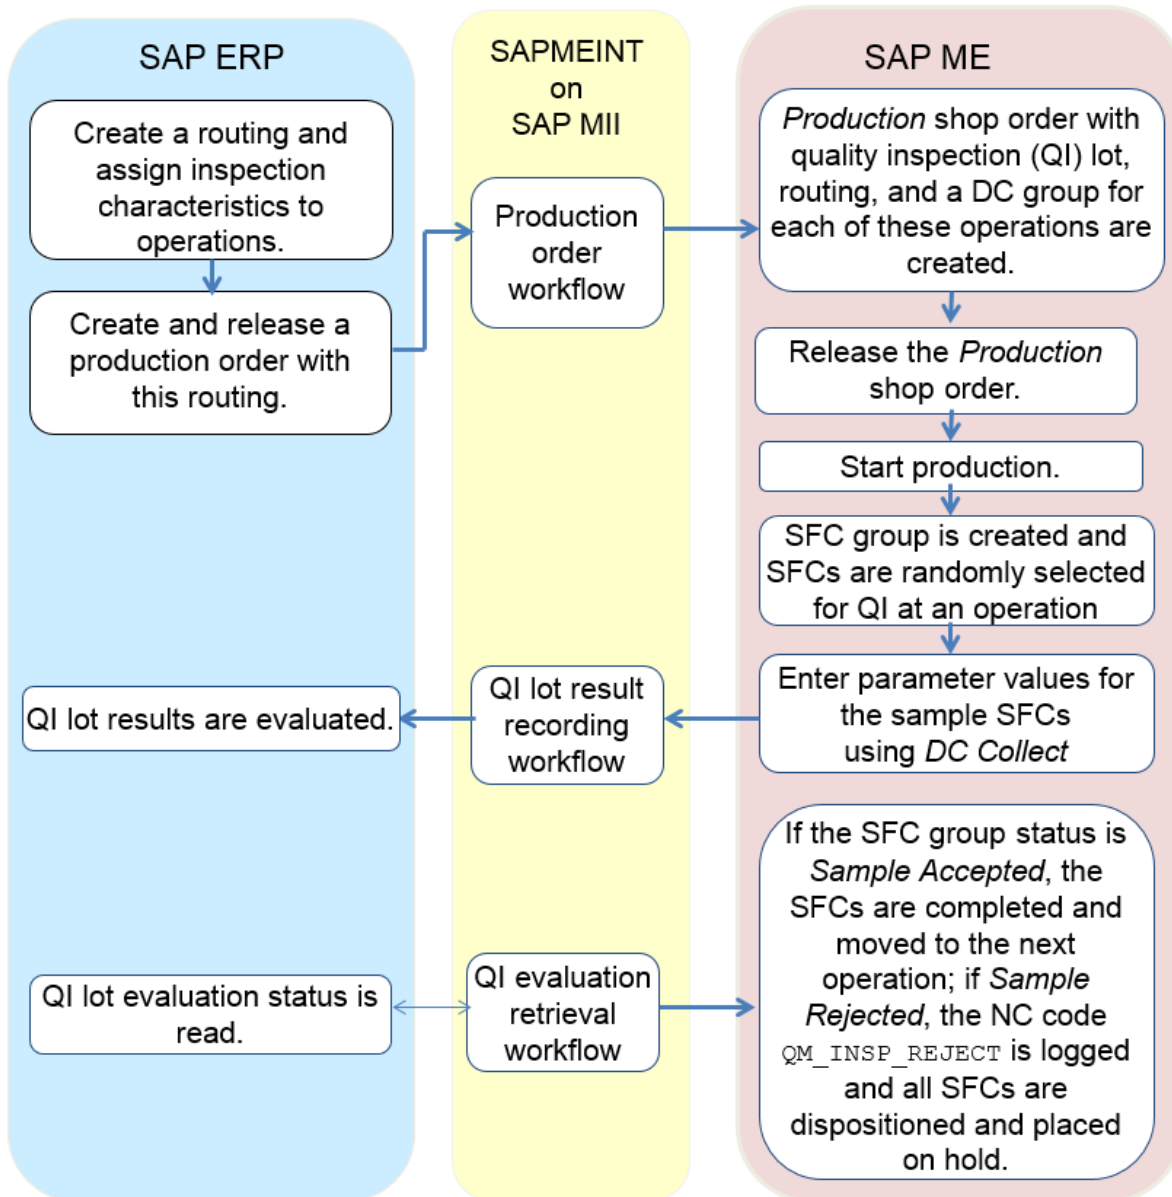 SAP ERP
Create a routing and
assign inspection
characteristics to
operations.
Create and release a
production order with
this routing.
QI lot results are evaluated.
QI lot evaluation status is
read.
SAPMEINT
on
SAP MII
Production
order
workflow
QI lot result
recording
workflow
QI evaluation
retrieval
workflow
SAP ME
Production shop order with
quality inspection (QI) lot,
routing, and a DC group for
each of these operations are
created.
Release the Production
shop order.
Start production.
SFC group is created and
SFCs are randomly selected
for QI at an operation
Enter parameter values for
the sample SFCs
using DC Collect
If the SFC group status is
Sample Accepted, the
SFCs are completed and
moved to the next
operation; if Sample
Rejected, the NC code
QM_INSP_REJECT is logged
and all SFCs are
dispositioned and placed
on hold.